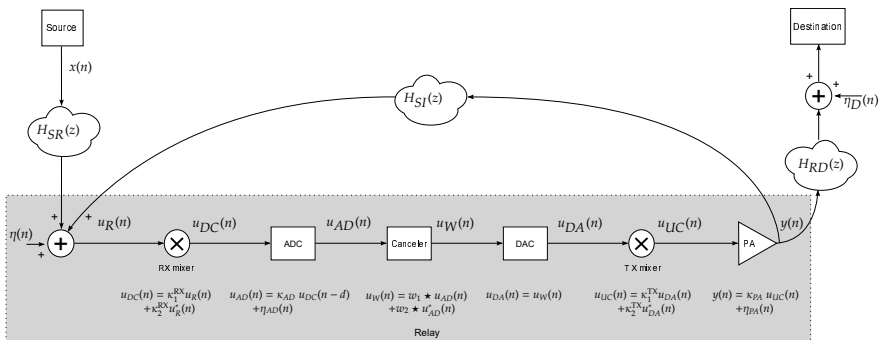 Source
Destination
x(n)
H_SI(z)
η_D(n)
H_SR(z)
H_RD(z)
η(n)
u_R(n)
u_DC(n)
u_AD(n)
u_W(n)
u_DA(n)
u_UC(n)
y(n)
ADC
Canceler
DAC
PA
RX mixer
TX mixer
u_DC(n) = κ_1^RX u_R(n)
+κ_2^RX u_R^*(n)
u_AD(n) = κ_AD u_DC(n − d)
+η_AD(n)
u_W(n) = w_1 ⋆ u_AD(n)
+w_2 ⋆ u_AD^*(n)
u_DA(n) = u_W(n)
u_UC(n) = κ_1^TX u_DA(n)
+κ_2^TX u_DA^*(n)
y(n) = κ_PA u_UC(n)
+η_PA(n)
Relay